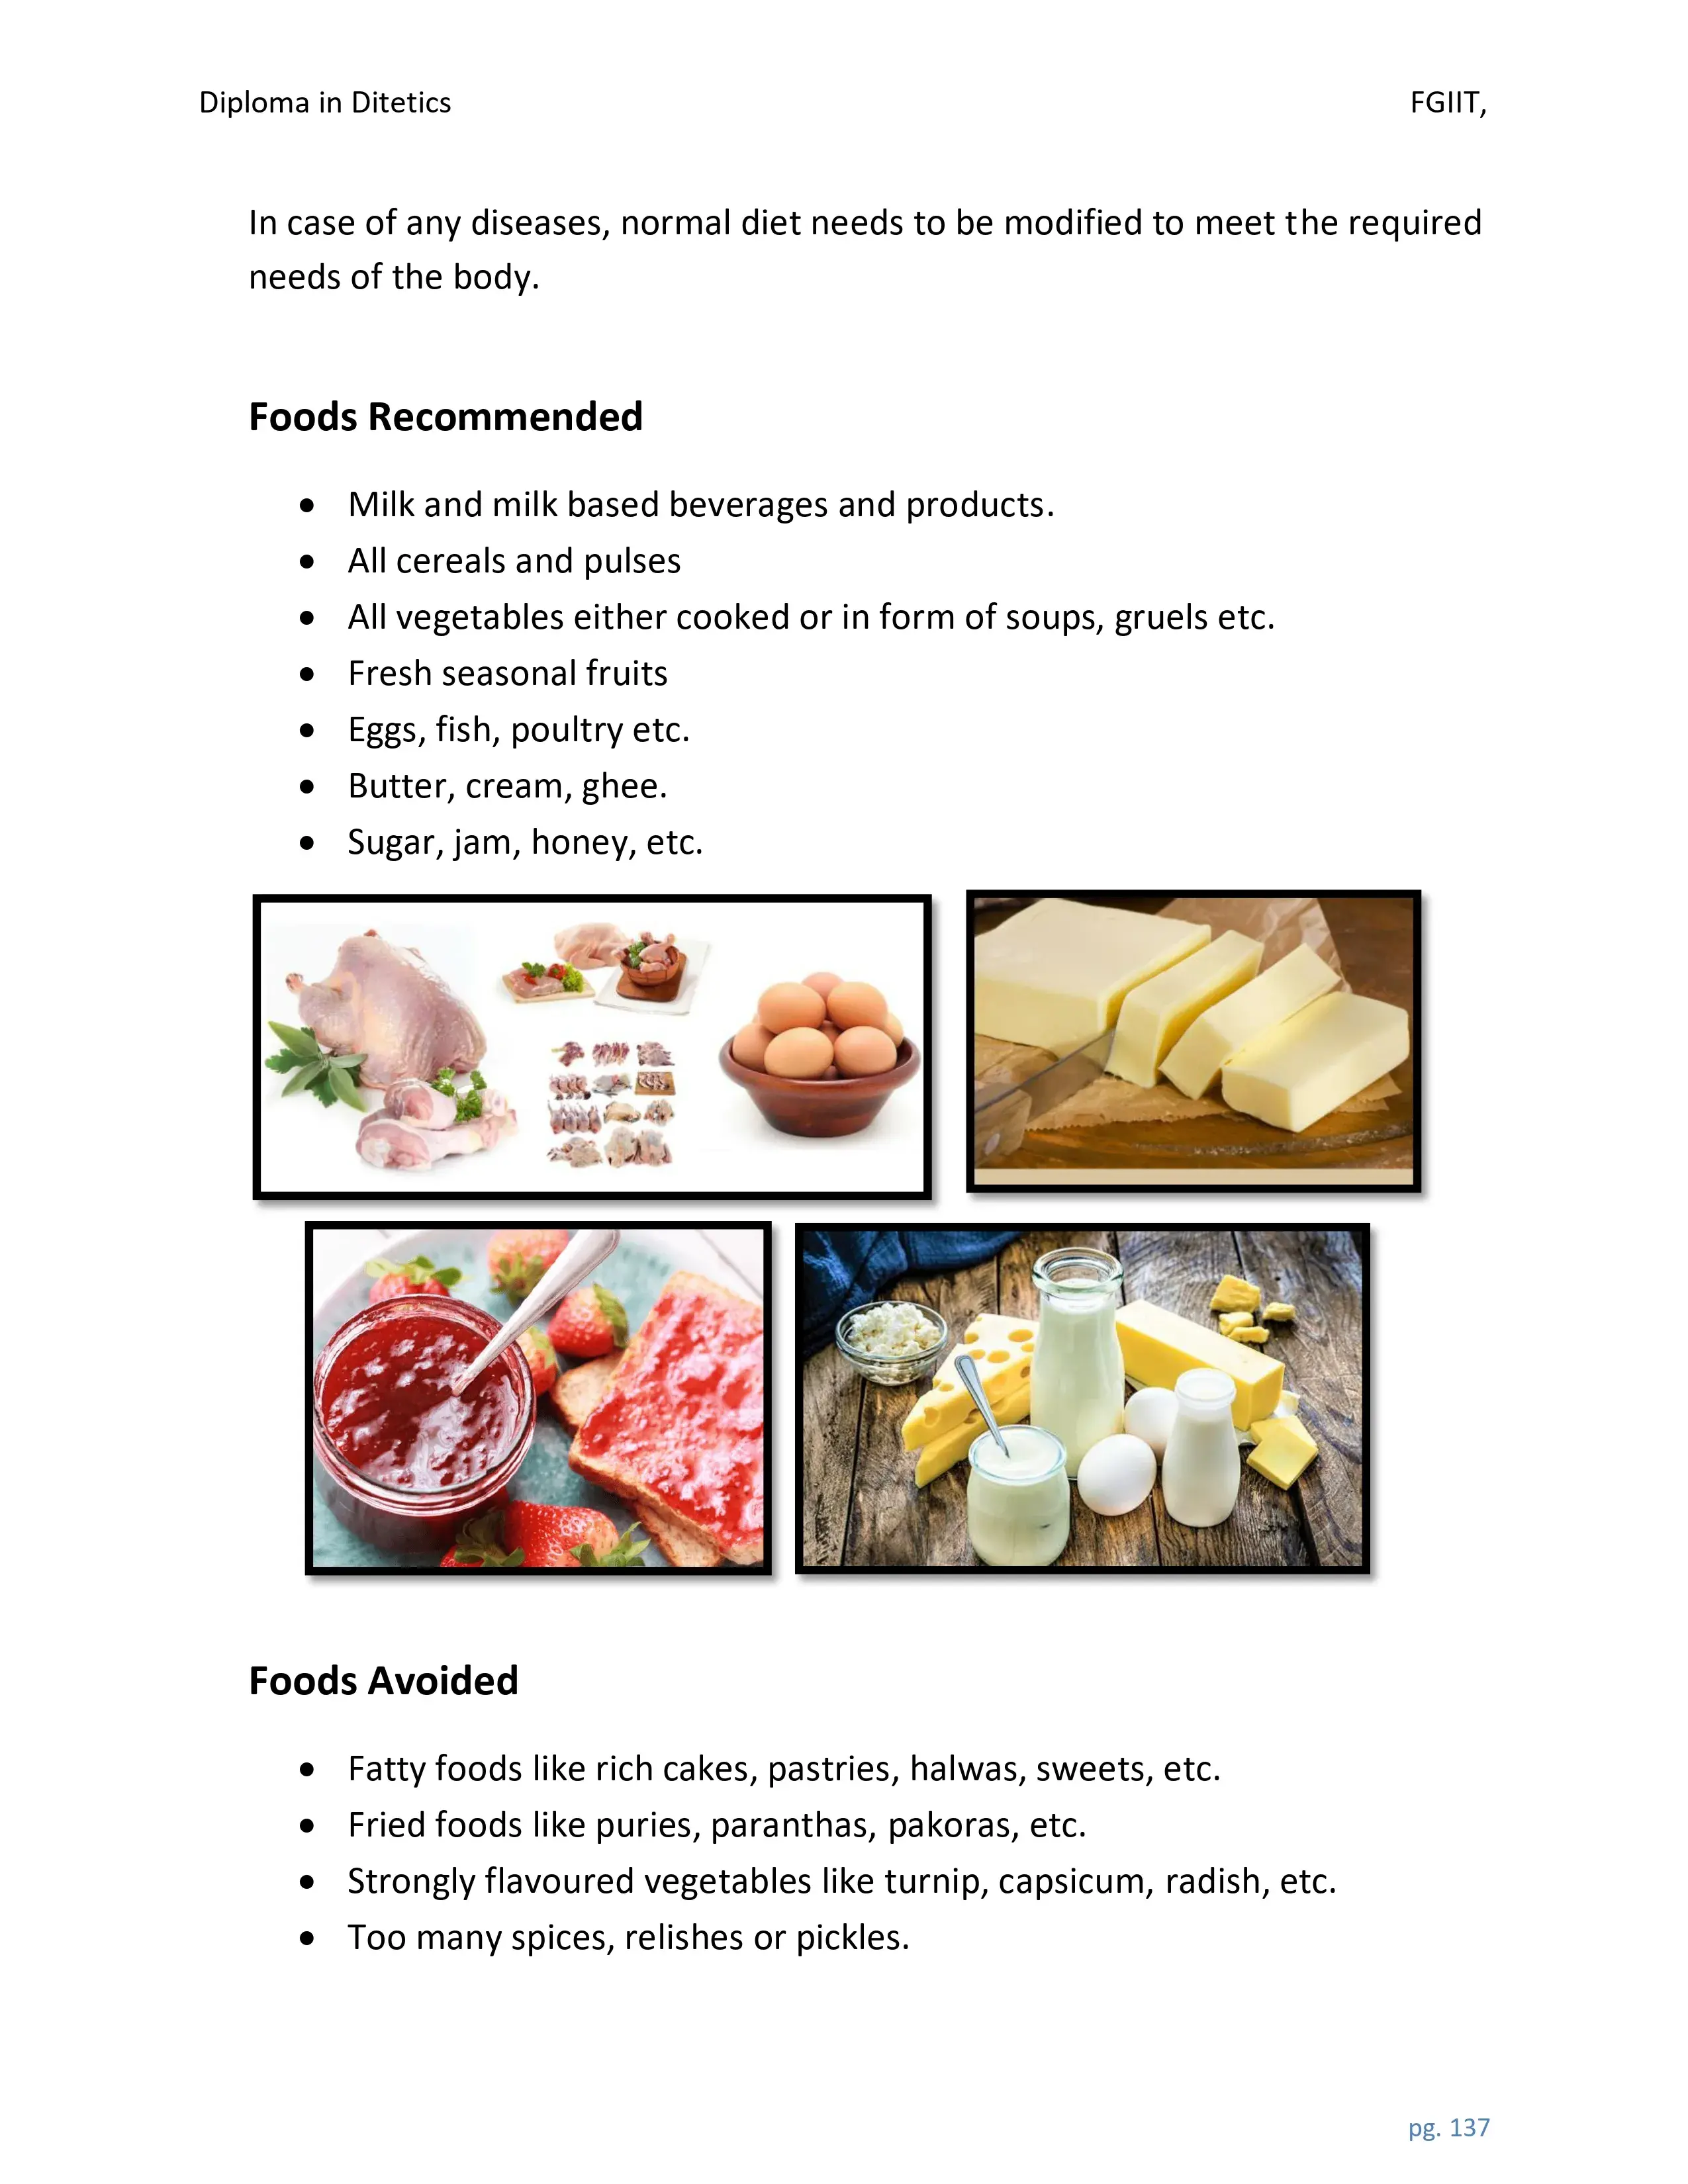 Diploma in Ditetics FGIIT,
In case of any diseases, normal diet needs to be modified to meet the required
needs of the body.
Foods Recommended
• Milk and milk based beverages and products.
• All cereals and pulses
• All vegetables either cooked or in form of soups, gruels etc.
• Fresh seasonal fruits
• Eggs, fish, poultry etc.
• Butter, cream, ghee.
• Sugar, jam, honey, etc.
Foods Avoided
• Fatty foods like rich cakes, pastries, halwas, sweets, etc.
• Fried foods like puries, paranthas, pakoras, etc.
• Strongly flavoured vegetables like turnip, capsicum, radish, etc.
• Too many spices, relishes or pickles.
pg. 137